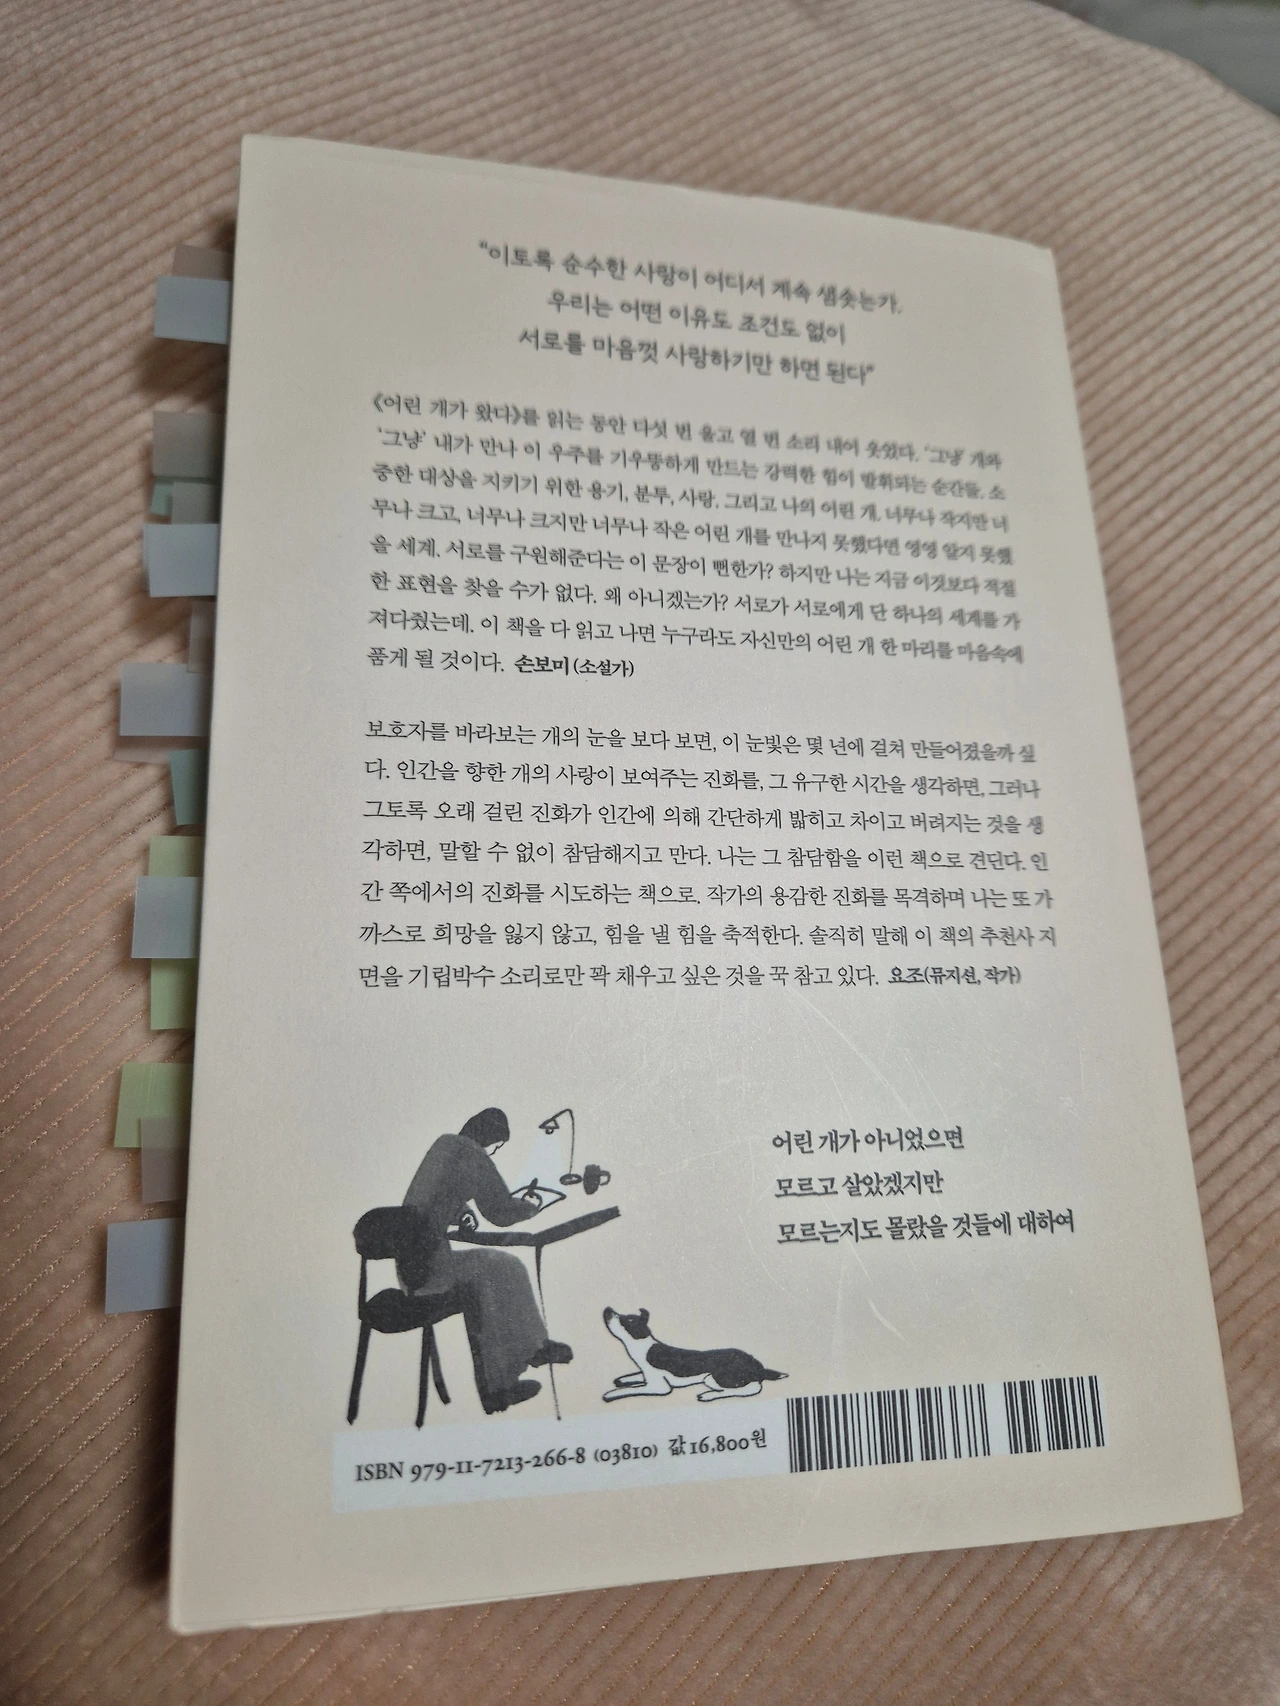 “이토록 순수한 사랑이 어디서 계속 샘솟는가.
우리는 어떤 이유도 조건도 없이
서로를 마음껏 사랑하기만 하면 된다”
《어린 개가 왔다》를 읽는 동안 다섯 번 울고 열 번 소리 내어 웃었다. ‘그냥’ 개와
‘그냥’ 내가 만나 이 우주를 기우뚱하게 만드는 강력한 힘이 발휘되는 순간들. 소
중한 대상을 지키기 위한 용기, 분투, 사랑. 그리고 나의 어린 개. 너무나 작지만 너
무나 크고, 너무나 크지만 너무나 작은 어린 개를 만나지 못했다면 영영 알지 못했
을 세계. 서로를 구원해준다는 이 문장이 뻔한가? 하지만 나는 지금 이것보다 적절
한 표현을 찾을 수가 없다. 왜 아니겠는가? 서로가 서로에게 단 하나의 세계를 가
져다줬는데. 이 책을 다 읽고 나면 누구라도 자신만의 어린 개 한 마리를 마음속에
품게 될 것이다. 손보미(소설가)
보호자를 바라보는 개의 눈을 보다 보면, 이 눈빛은 몇 년에 걸쳐 만들어졌을까 싶
다. 인간을 향한 개의 사랑이 보여주는 진화를, 그 유구한 시간을 생각하면, 그러나
그토록 오래 걸린 진화가 인간에 의해 간단하게 밟히고 차이고 버려지는 것을 생
각하면, 말할 수 없이 참담해지고 만다. 나는 그 참담함을 이런 책으로 견딘다. 인
간 쪽에서의 진화를 시도하는 책으로. 작가의 용감한 진화를 목격하며 나는 또 가
까스로 희망을 잃지 않고, 힘을 낼 힘을 축적한다. 솔직히 말해 이 책의 추천사 지
면을 기립박수 소리로만 꽉 채우고 싶은 것을 꾹 참고 있다. 요조(뮤지션, 작가)
어린 개가 아니었으면
모르고 살았겠지만
모르는지도 몰랐을 것들에 대하여
ISBN 979-11-7213-266-8 (03810) 값 16,800원